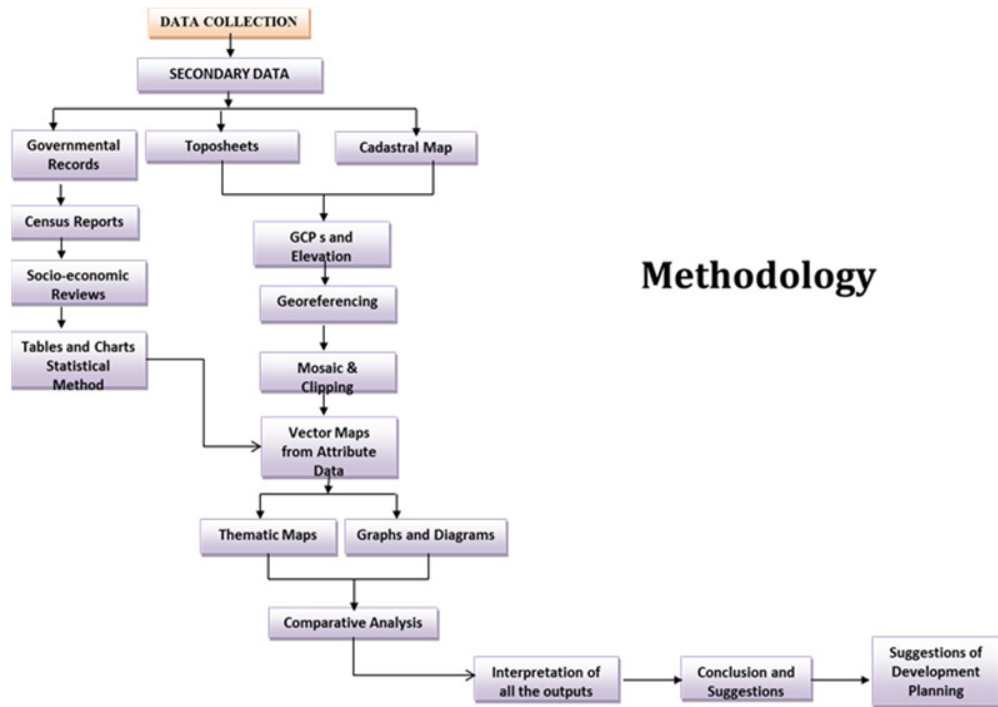 DATA COLLECTION
SECONDARY DATA
Governmental
Records
Toposheets
Cadastral Map
Census Reports
GCP s and
Elevation
Socio-economic
Reviews
Georeferencing
Methodology
Tables and Charts
Statistical
Method
Mosaic &
Clipping
Vector Maps
from Attribute
Data
Thematic Maps
Graphs and Diagrams
Comparative Analysis
Interpretation of
all the outputs
Conclusion and
Suggestions
Suggestions of
Development
Planning